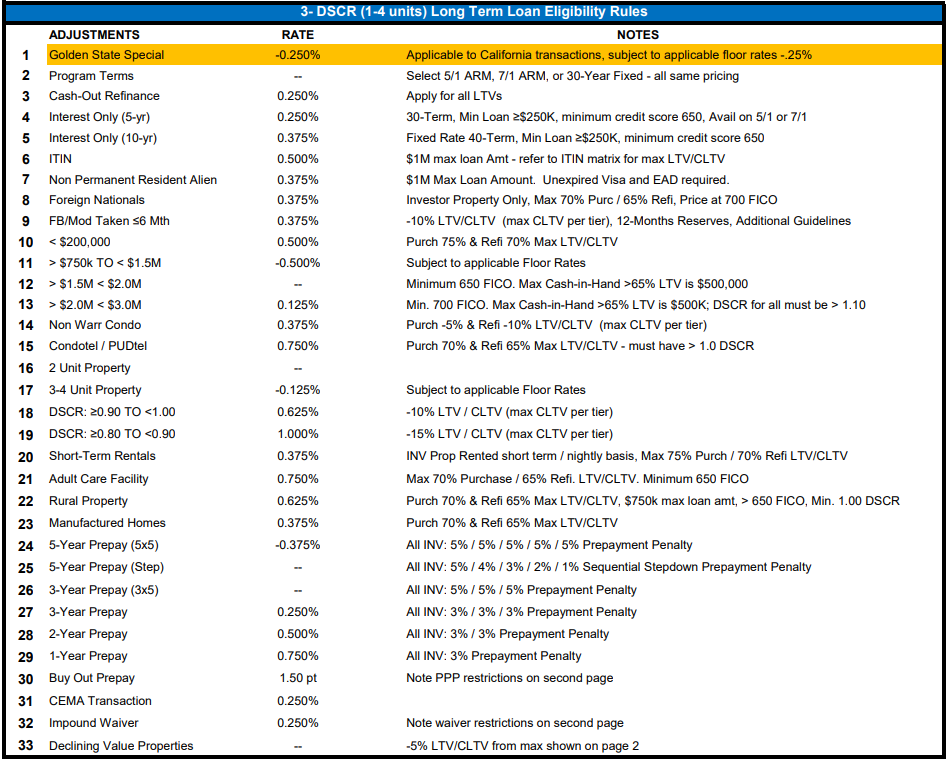 3- DSCR (1-4 units) Long Term Loan Eligibility Rules
ADJUSTMENTS RATE NOTES
1 Golden State Special -0.250% Applicable to California transactions, subject to applicable floor rates -.25%
2 Program Terms -- Select 5/1 ARM, 7/1 ARM, or 30-Year Fixed - all same pricing
3 Cash-Out Refinance 0.250% Apply for all LTVs
4 Interest Only (5-yr) 0.250% 30-Term, Min Loan ≥$250K, minimum credit score 650, Avail on 5/1 or 7/1
5 Interest Only (10-yr) 0.375% Fixed Rate 40-Term, Min Loan ≥$250K, minimum credit score 650
6 ITIN 0.500% $1M max loan Amt - refer to ITIN matrix for max LTV/CLTV
7 Non Permanent Resident Alien 0.375% $1M Max Loan Amount. Unexpired Visa and EAD required.
8 Foreign Nationals 0.375% Investor Property Only, Max 70% Purc / 65% Refi, Price at 700 FICO
9 FB/Mod Taken ≤6 Mth 0.375% -10% LTV/CLTV (max CLTV per tier), 12-Months Reserves, Additional Guidelines
10 < $200,000 0.500% Purch 75% & Refi 70% Max LTV/CLTV
11 > $750k TO < $1.5M -0.500% Subject to applicable Floor Rates
12 > $1.5M < $2.0M -- Minimum 650 FICO. Max Cash-in-Hand >65% LTV is $500,000
13 > $2.0M < $3.0M 0.125% Min. 700 FICO. Max Cash-in-Hand >65% LTV is $500K; DSCR for all must be > 1.10
14 Non Warr Condo 0.375% Purch -5% & Refi -10% LTV/CLTV (max CLTV per tier)
15 Condotel / PUDtel 0.750% Purch 70% & Refi 65% Max LTV/CLTV - must have > 1.0 DSCR
16 2 Unit Property --
17 3-4 Unit Property -0.125% Subject to applicable Floor Rates
18 DSCR: ≥0.90 TO <1.00 0.625% -10% LTV / CLTV (max CLTV per tier)
19 DSCR: ≥0.80 TO <0.90 1.000% -15% LTV / CLTV (max CLTV per tier)
20 Short-Term Rentals 0.375% INV Prop Rented short term / nightly basis, Max 75% Purch / 70% Refi LTV/CLTV
21 Adult Care Facility 0.750% Max 70% Purchase / 65% Refi. LTV/CLTV. Minimum 650 FICO
22 Rural Property 0.625% Purch 70% & Refi 65% Max LTV/CLTV, $750k max loan amt, > 650 FICO, Min. 1.00 DSCR
23 Manufactured Homes 0.375% Purch 70% & Refi 65% Max LTV/CLTV
24 5-Year Prepay (5x5) -0.375% All INV: 5% / 5% / 5% / 5% / 5% Prepayment Penalty
25 5-Year Prepay (Step) -- All INV: 5% / 4% / 3% / 2% / 1% Sequential Stepdown Prepayment Penalty
26 3-Year Prepay (3x5) -- All INV: 5% / 5% / 5% Prepayment Penalty
27 3-Year Prepay 0.250% All INV: 3% / 3% / 3% Prepayment Penalty
28 2-Year Prepay 0.500% All INV: 3% / 3% Prepayment Penalty
29 1-Year Prepay 0.750% All INV: 3% Prepayment Penalty
30 Buy Out Prepay 1.50 pt Note PPP restrictions on second page
31 CEMA Transaction 0.250%
32 Impound Waiver 0.250% Note waiver restrictions on second page
33 Declining Value Properties -- -5% LTV/CLTV from max shown on page 2